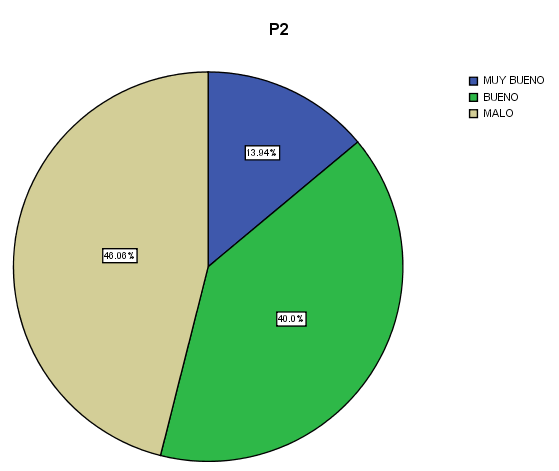 P2
MUY BUENO
BUENO
MALO
13.94%
46.06%
40.0%